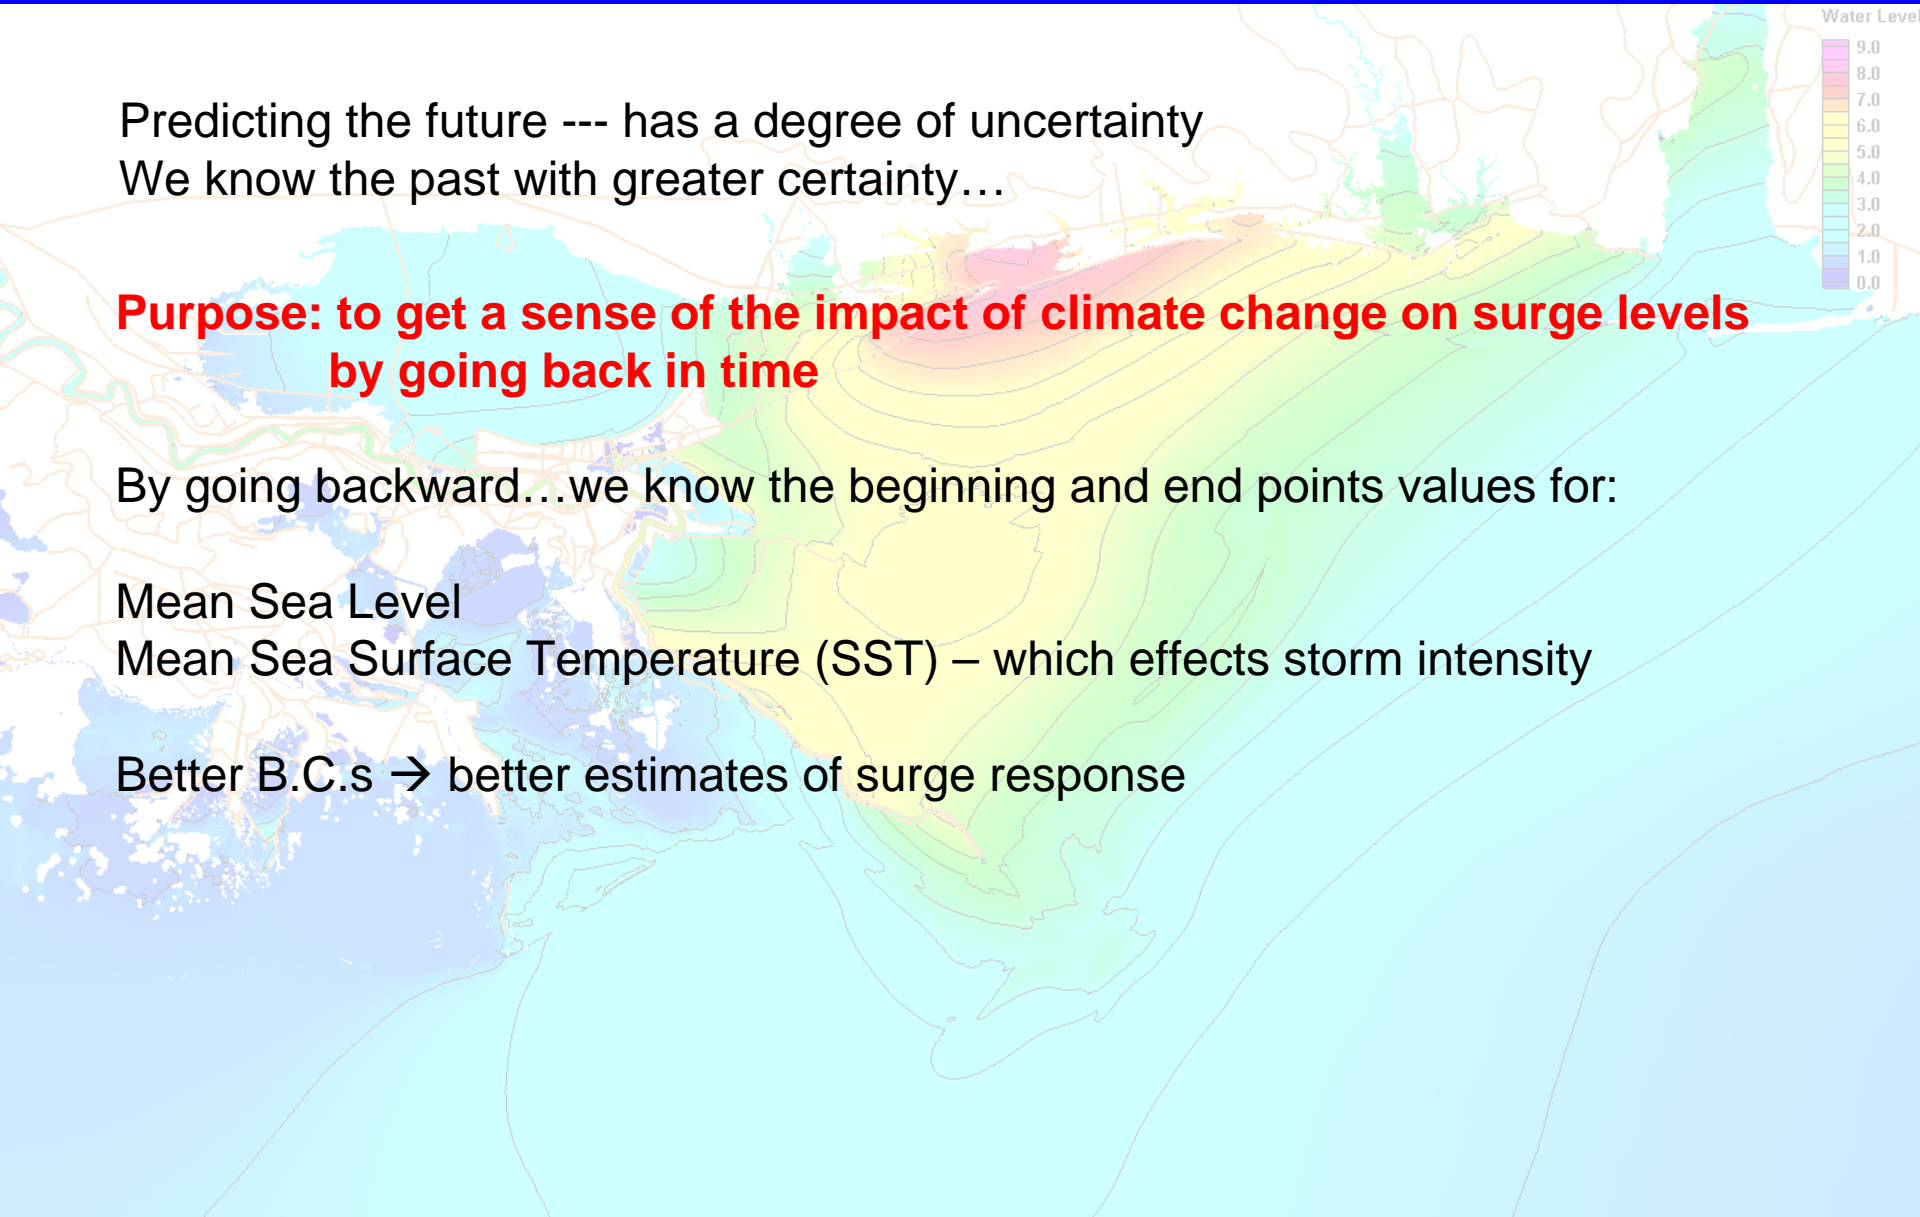 Water Level
9.0
8.0
7.0
6.0
5.0
4.0
3.0
2.0
1.0
0.0
Predicting the future --- has a degree of uncertainty
We know the past with greater certainty…
Purpose: to get a sense of the impact of climate change on surge levels
by going back in time
By going backward…we know the beginning and end points values for:
Mean Sea Level
Mean Sea Surface Temperature (SST) – which effects storm intensity
Better B.C.s → better estimates of surge response